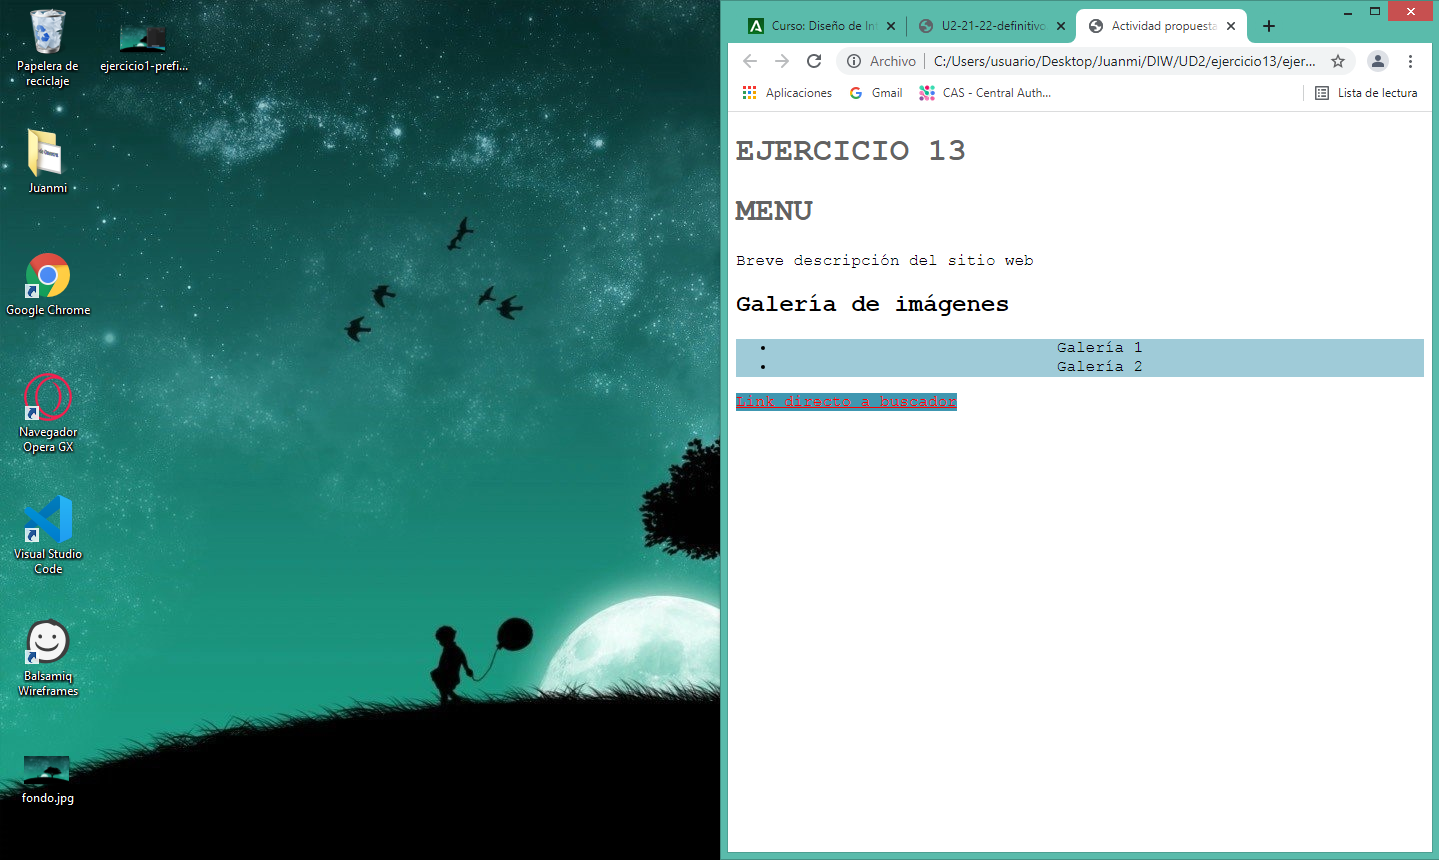 Papelera de
reciclaje
ejercicio1-prefi...
Juanmi
Google Chrome
Navegador
Opera GX
Visual Studio
Code
Balsamiq
Wireframes
fondo.jpg
Curso: Diseño de Int
U2-21-22-definitivo
Actividad propuesta
Archivo
C:/Users/usuario/Desktop/Juanmi/DIW/UD2/ejercicio13/ejer...
Aplicaciones
Gmail
CAS - Central Auth...
Lista de lectura
EJERCICIO 13
MENU
Breve descripción del sitio web
Galería de imágenes
• Galería 1
• Galería 2
Link directo a buscador